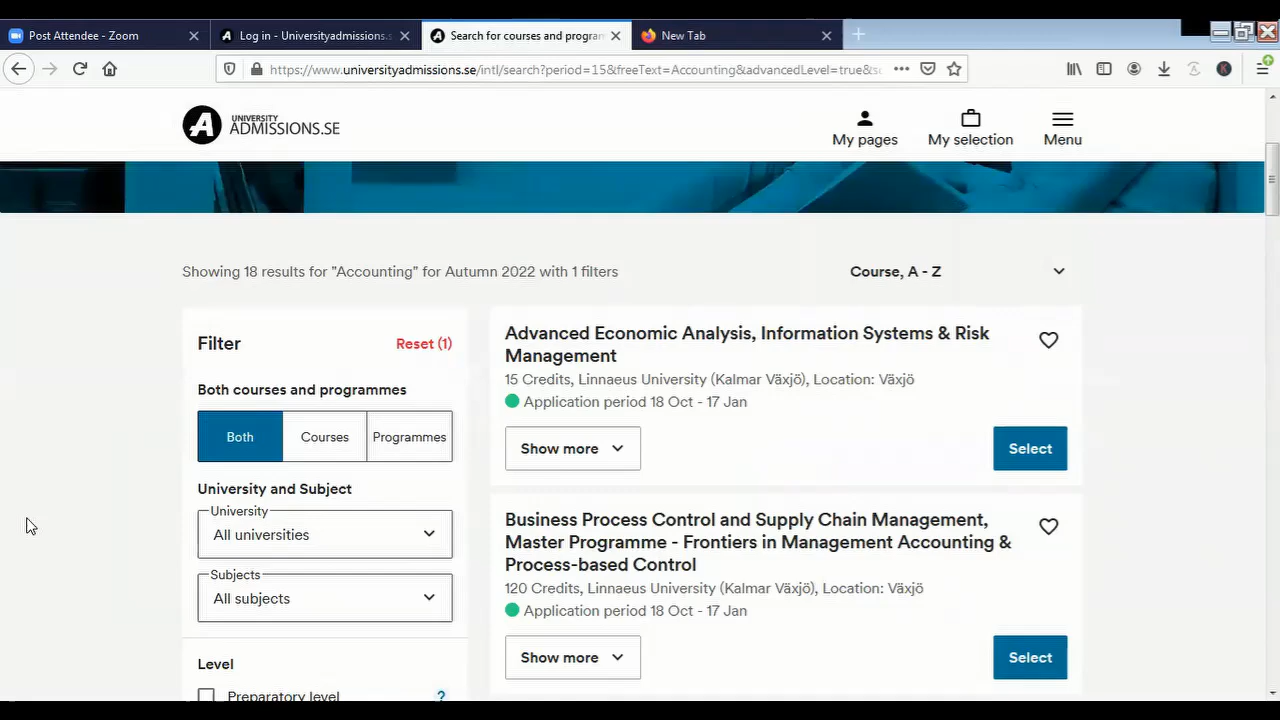 Post Attendee - Zoom
Log in - Universityadmissions.
Search for courses and program
New Tab
https://www.universityadmissions.se/intl/search?period=15&freeText=Accounting&advancedLevel=true&s
UNIVERSITY
ADMISSIONS.SE
My pages
My selection
Menu
Showing 18 results for "Accounting" for Autumn 2022 with 1 filters
Course, A - Z
Filter
Reset (1)
Both courses and programmes
Both
Courses
Programmes
University and Subject
University
All universities
Subjects
All subjects
Level
Preparatory level
?
Advanced Economic Analysis, Information Systems & Risk
Management
15 Credits, Linnaeus University (Kalmar Växjö), Location: Växjö
Application period 18 Oct - 17 Jan
Show more
Select
Business Process Control and Supply Chain Management,
Master Programme - Frontiers in Management Accounting &
Process-based Control
120 Credits, Linnaeus University (Kalmar Växjö), Location: Växjö
Application period 18 Oct - 17 Jan
Show more
Select